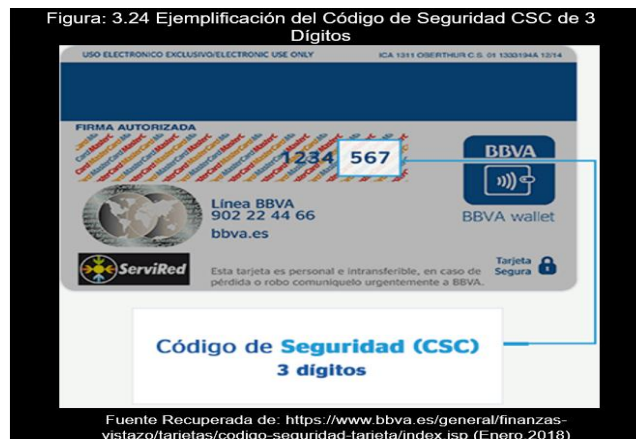 Figura: 3.24 Ejemplificación del Código de Seguridad CSC de 3
Dígitos
USO ELECTRONICO EXCLUSIVO/ELECTRONIC USE ONLY
ICA 1311 OBERTHUR C.S. 01 1333194A 12/14
FIRMA AUTORIZADA
1234 567
BBVA
Línea BBVA
902 22 44 66
bbva.es
BBVA wallet
ServiRed
Esta tarjeta es personal e intransferible, en caso de
pérdida o robo comuníquelo urgentemente a BBVA.
Tarjeta
Segura
Código de Seguridad (CSC)
3 dígitos
Fuente Recuperada de: https://www.bbva.es/general/finanzas-
vistazo/tarjetas/codigo-seguridad-tarjeta/index.jsp (Enero 2018)